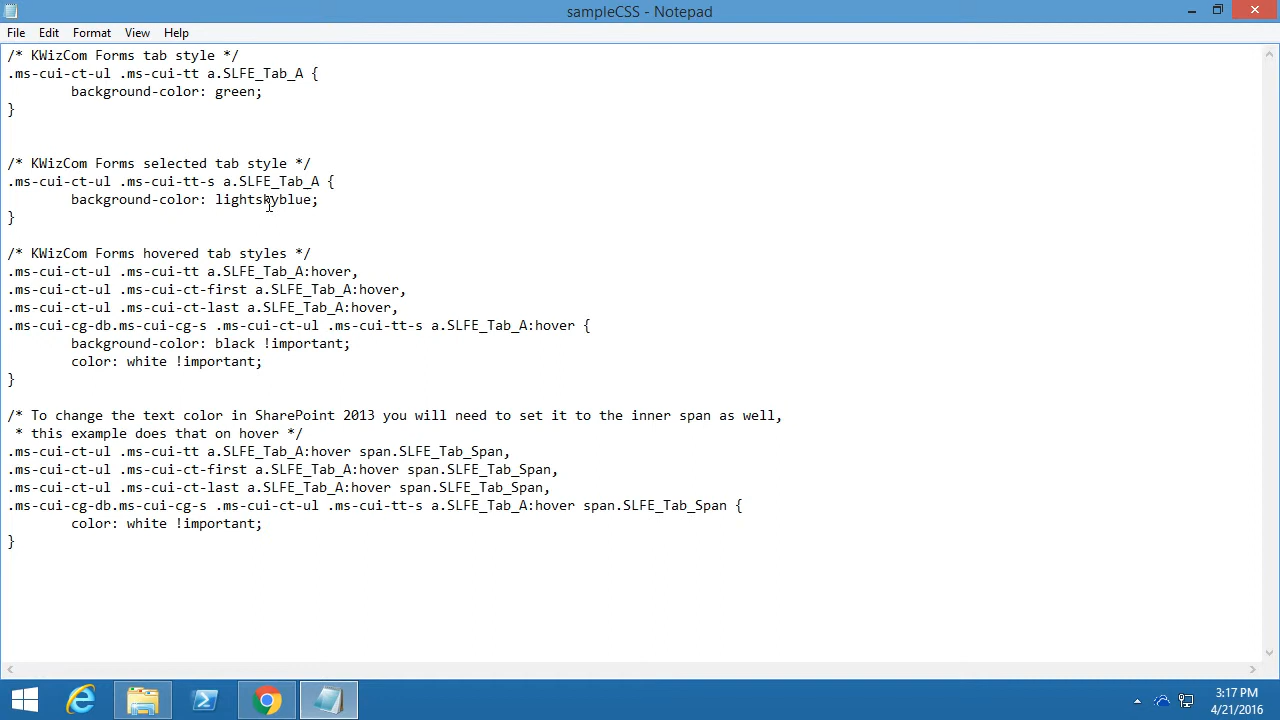 sampleCSS - Notepad
File Edit Format View Help
/* KWizCom Forms tab style */
.ms-cui-ct-ul .ms-cui-tt a.SLFE_Tab_A {
background-color: green;
}
/* KWizCom Forms selected tab style */
.ms-cui-ct-ul .ms-cui-tt-s a.SLFE_Tab_A {
background-color: lightskyblue;
}
/* KWizCom Forms hovered tab styles */
.ms-cui-ct-ul .ms-cui-tt a.SLFE_Tab_A:hover,
.ms-cui-ct-ul .ms-cui-ct-first a.SLFE_Tab_A:hover,
.ms-cui-ct-ul .ms-cui-ct-last a.SLFE_Tab_A:hover,
.ms-cui-cg-db.ms-cui-cg-s .ms-cui-ct-ul .ms-cui-tt-s a.SLFE_Tab_A:hover {
background-color: black !important;
color: white !important;
}
/* To change the text color in SharePoint 2013 you will need to set it to the inner span as well,
* this example does that on hover */
.ms-cui-ct-ul .ms-cui-tt a.SLFE_Tab_A:hover span.SLFE_Tab_Span,
.ms-cui-ct-ul .ms-cui-ct-first a.SLFE_Tab_A:hover span.SLFE_Tab_Span,
.ms-cui-ct-ul .ms-cui-ct-last a.SLFE_Tab_A:hover span.SLFE_Tab_Span,
.ms-cui-cg-db.ms-cui-cg-s .ms-cui-ct-ul .ms-cui-tt-s a.SLFE_Tab_A:hover span.SLFE_Tab_Span {
color: white !important;
}
3:17 PM
4/21/2016